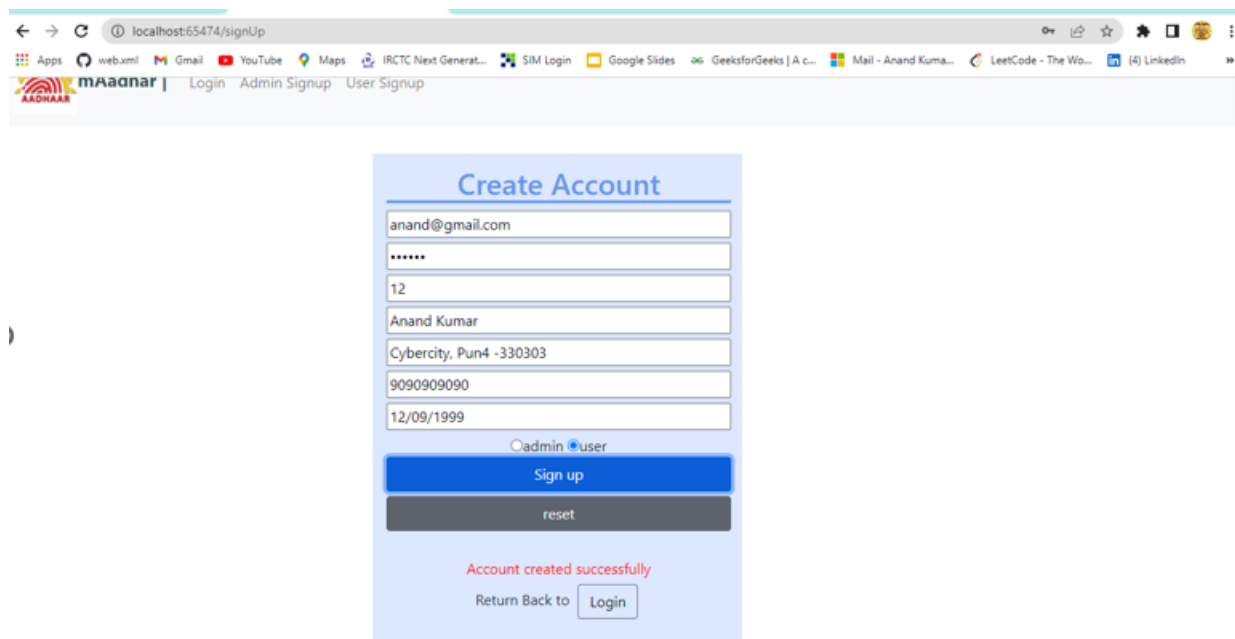 localhost:65474/signUp
Apps web.xml Gmail YouTube Maps IRCTC Next Generat... SIM Login Google Slides GeeksforGeeks | A c... Mail - Anand Kuma... LeetCode - The Wo... (4) LinkedIn »
AADHAAR mAadhar | Login Admin Signup User Signup
Create Account
anand@gmail.com
••••••
12
Anand Kumar
Cybercity, Pun4 -330303
9090909090
12/09/1999
admin user
Sign up
reset
Account created successfully
Return Back to Login